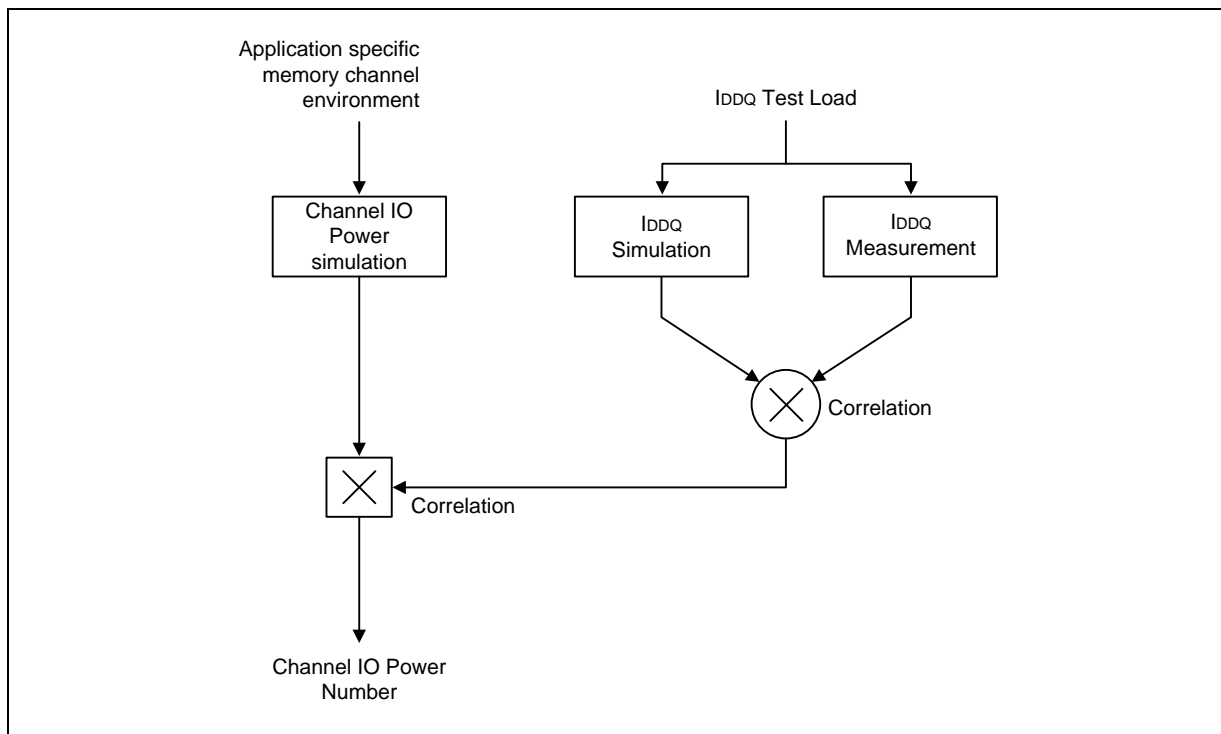 Application specific
memory channel
environment
IDDQ Test Load
Channel IO
Power
simulation
IDDQ
Simulation
IDDQ
Measurement
Correlation
Correlation
Channel IO Power
Number